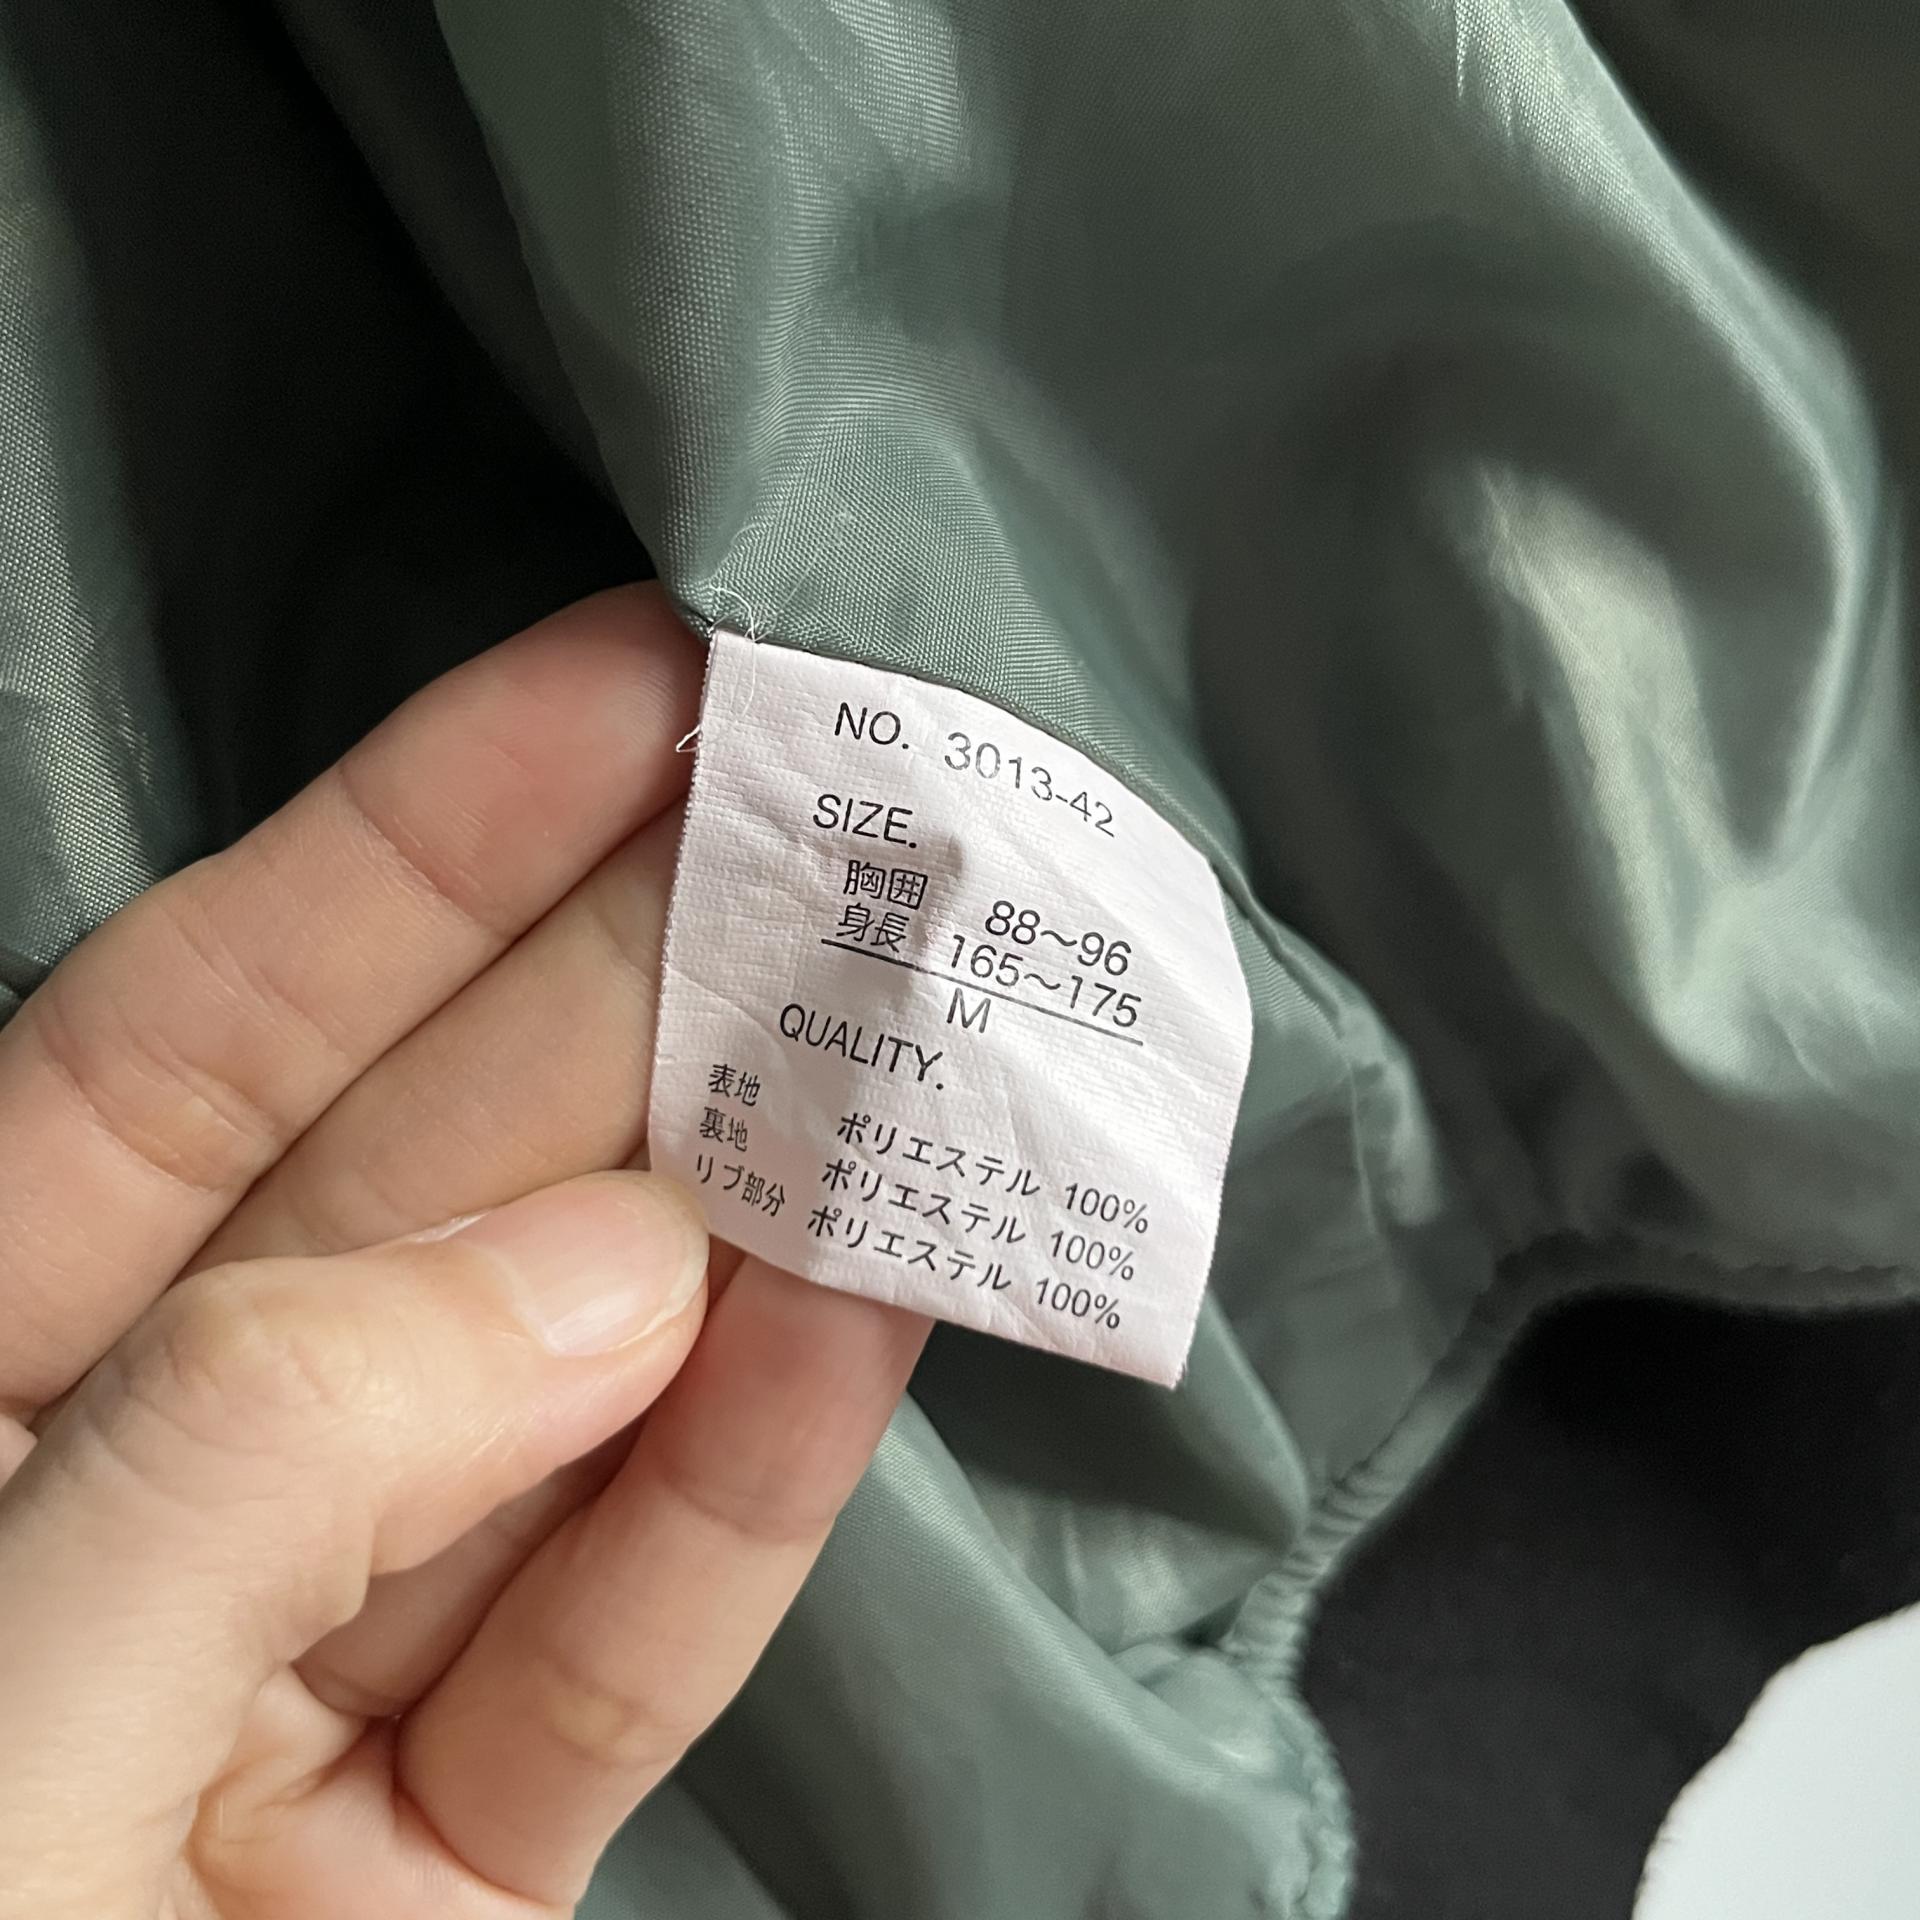 NO. 3013-42
SIZE.
胸囲 88～96
身長 165～175
M
QUALITY.
表地 ポリエステル 100%
裏地 ポリエステル 100%
リブ部分 ポリエステル 100%